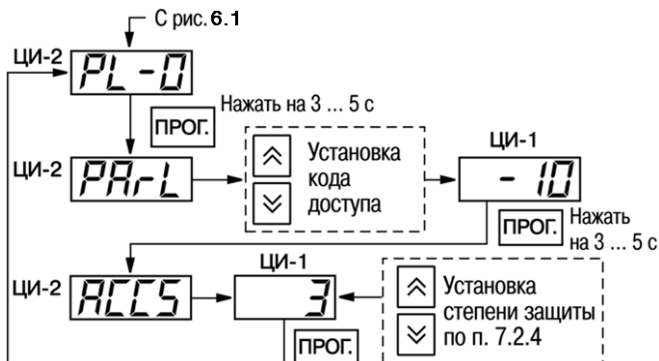 С рис. 6.1
ЦИ-2
PL-0
Нажать на 3 ... 5 с
ПРОГ.
ЦИ-2
PArL
Установка
кода
доступа
ЦИ-1
- 10
ПРОГ.
Нажать
на 3 ... 5 с
ЦИ-2
ACCS
ЦИ-1
3
Установка
степени защиты
по п. 7.2.4
ПРОГ.